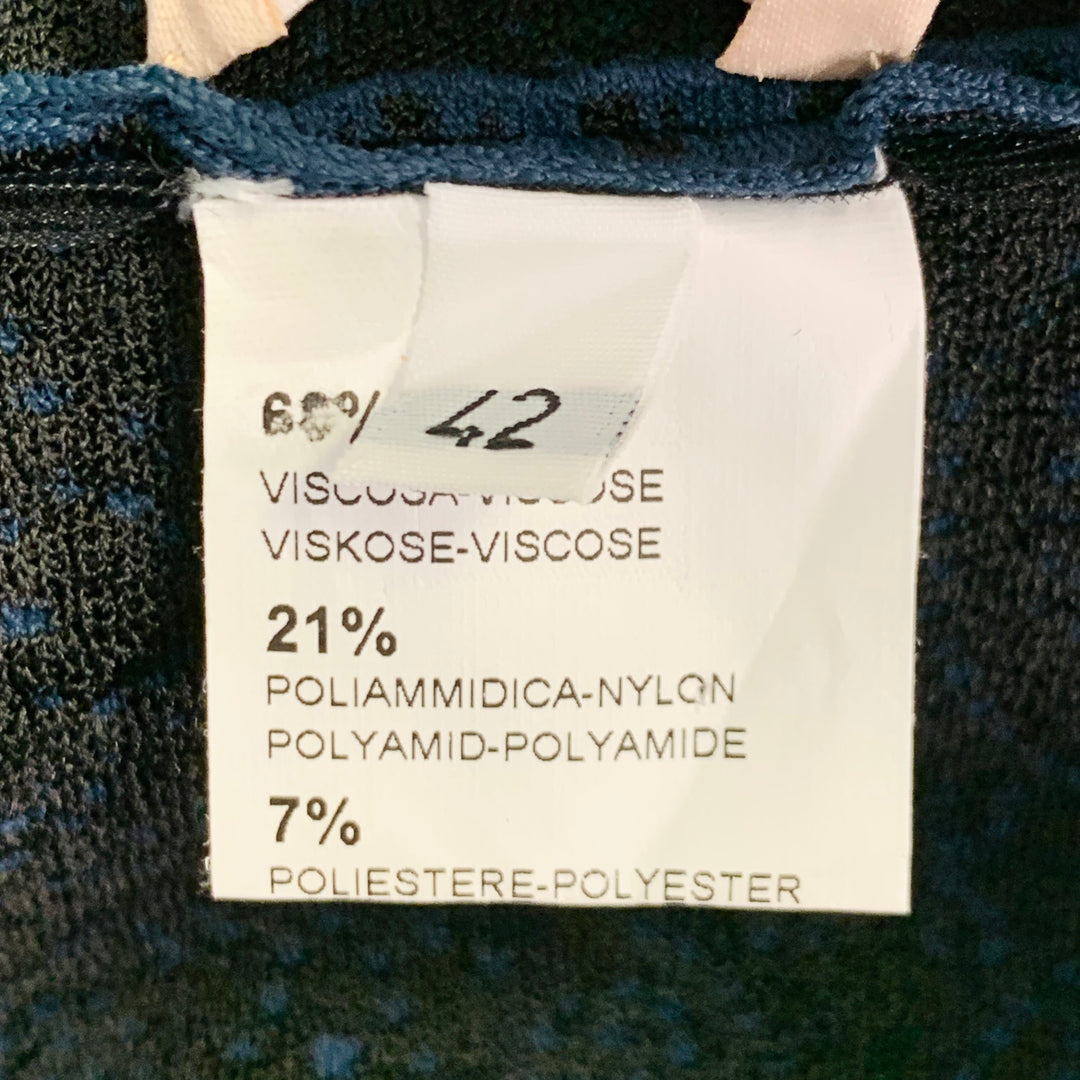 42
VISCOSA-VISCOSE
VISKOSE-VISCOSE
21%
POLIAMMIDICA-NYLON
POLYAMID-POLYAMIDE
7%
POLIESTERE-POLYESTER